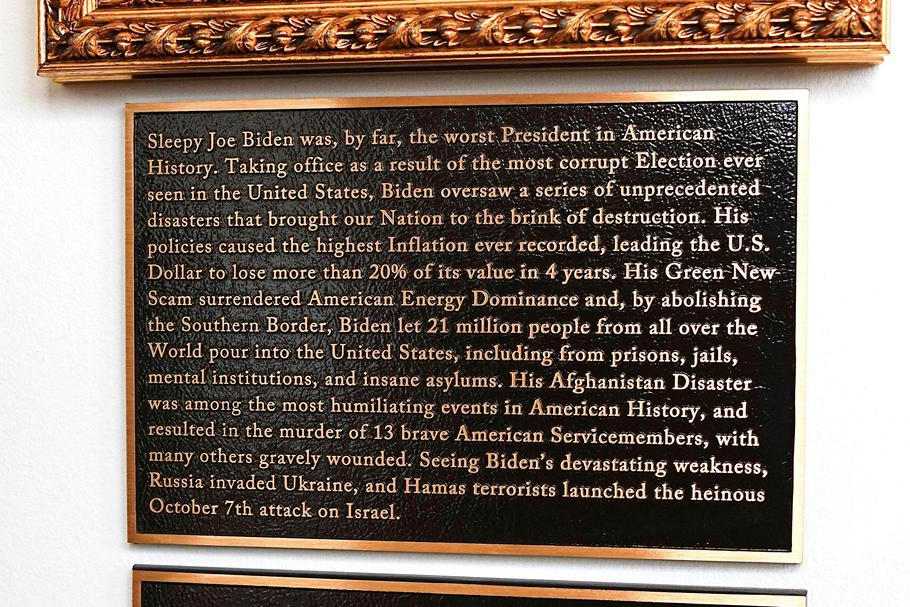 Sleepy Joe Biden was, by far, the worst President in American
History. Taking office as a result of the most corrupt Election ever
seen in the United States, Biden oversaw a series of unprecedented
disasters that brought our Nation to the brink of destruction. His
policies caused the highest Inflation ever recorded, leading the U.S.
Dollar to lose more than 20% of its value in 4 years. His Green New
Scam surrendered American Energy Dominance and, by abolishing
the Southern Border, Biden let 21 million people from all over the
World pour into the United States, including from prisons, jails,
mental institutions, and insane asylums. His Afghanistan Disaster
was among the most humiliating events in American History, and
resulted in the murder of 13 brave American Servicemembers, with
many others gravely wounded. Seeing Biden's devastating weakness,
Russia invaded Ukraine, and Hamas terrorists launched the heinous
October 7th attack on Israel.